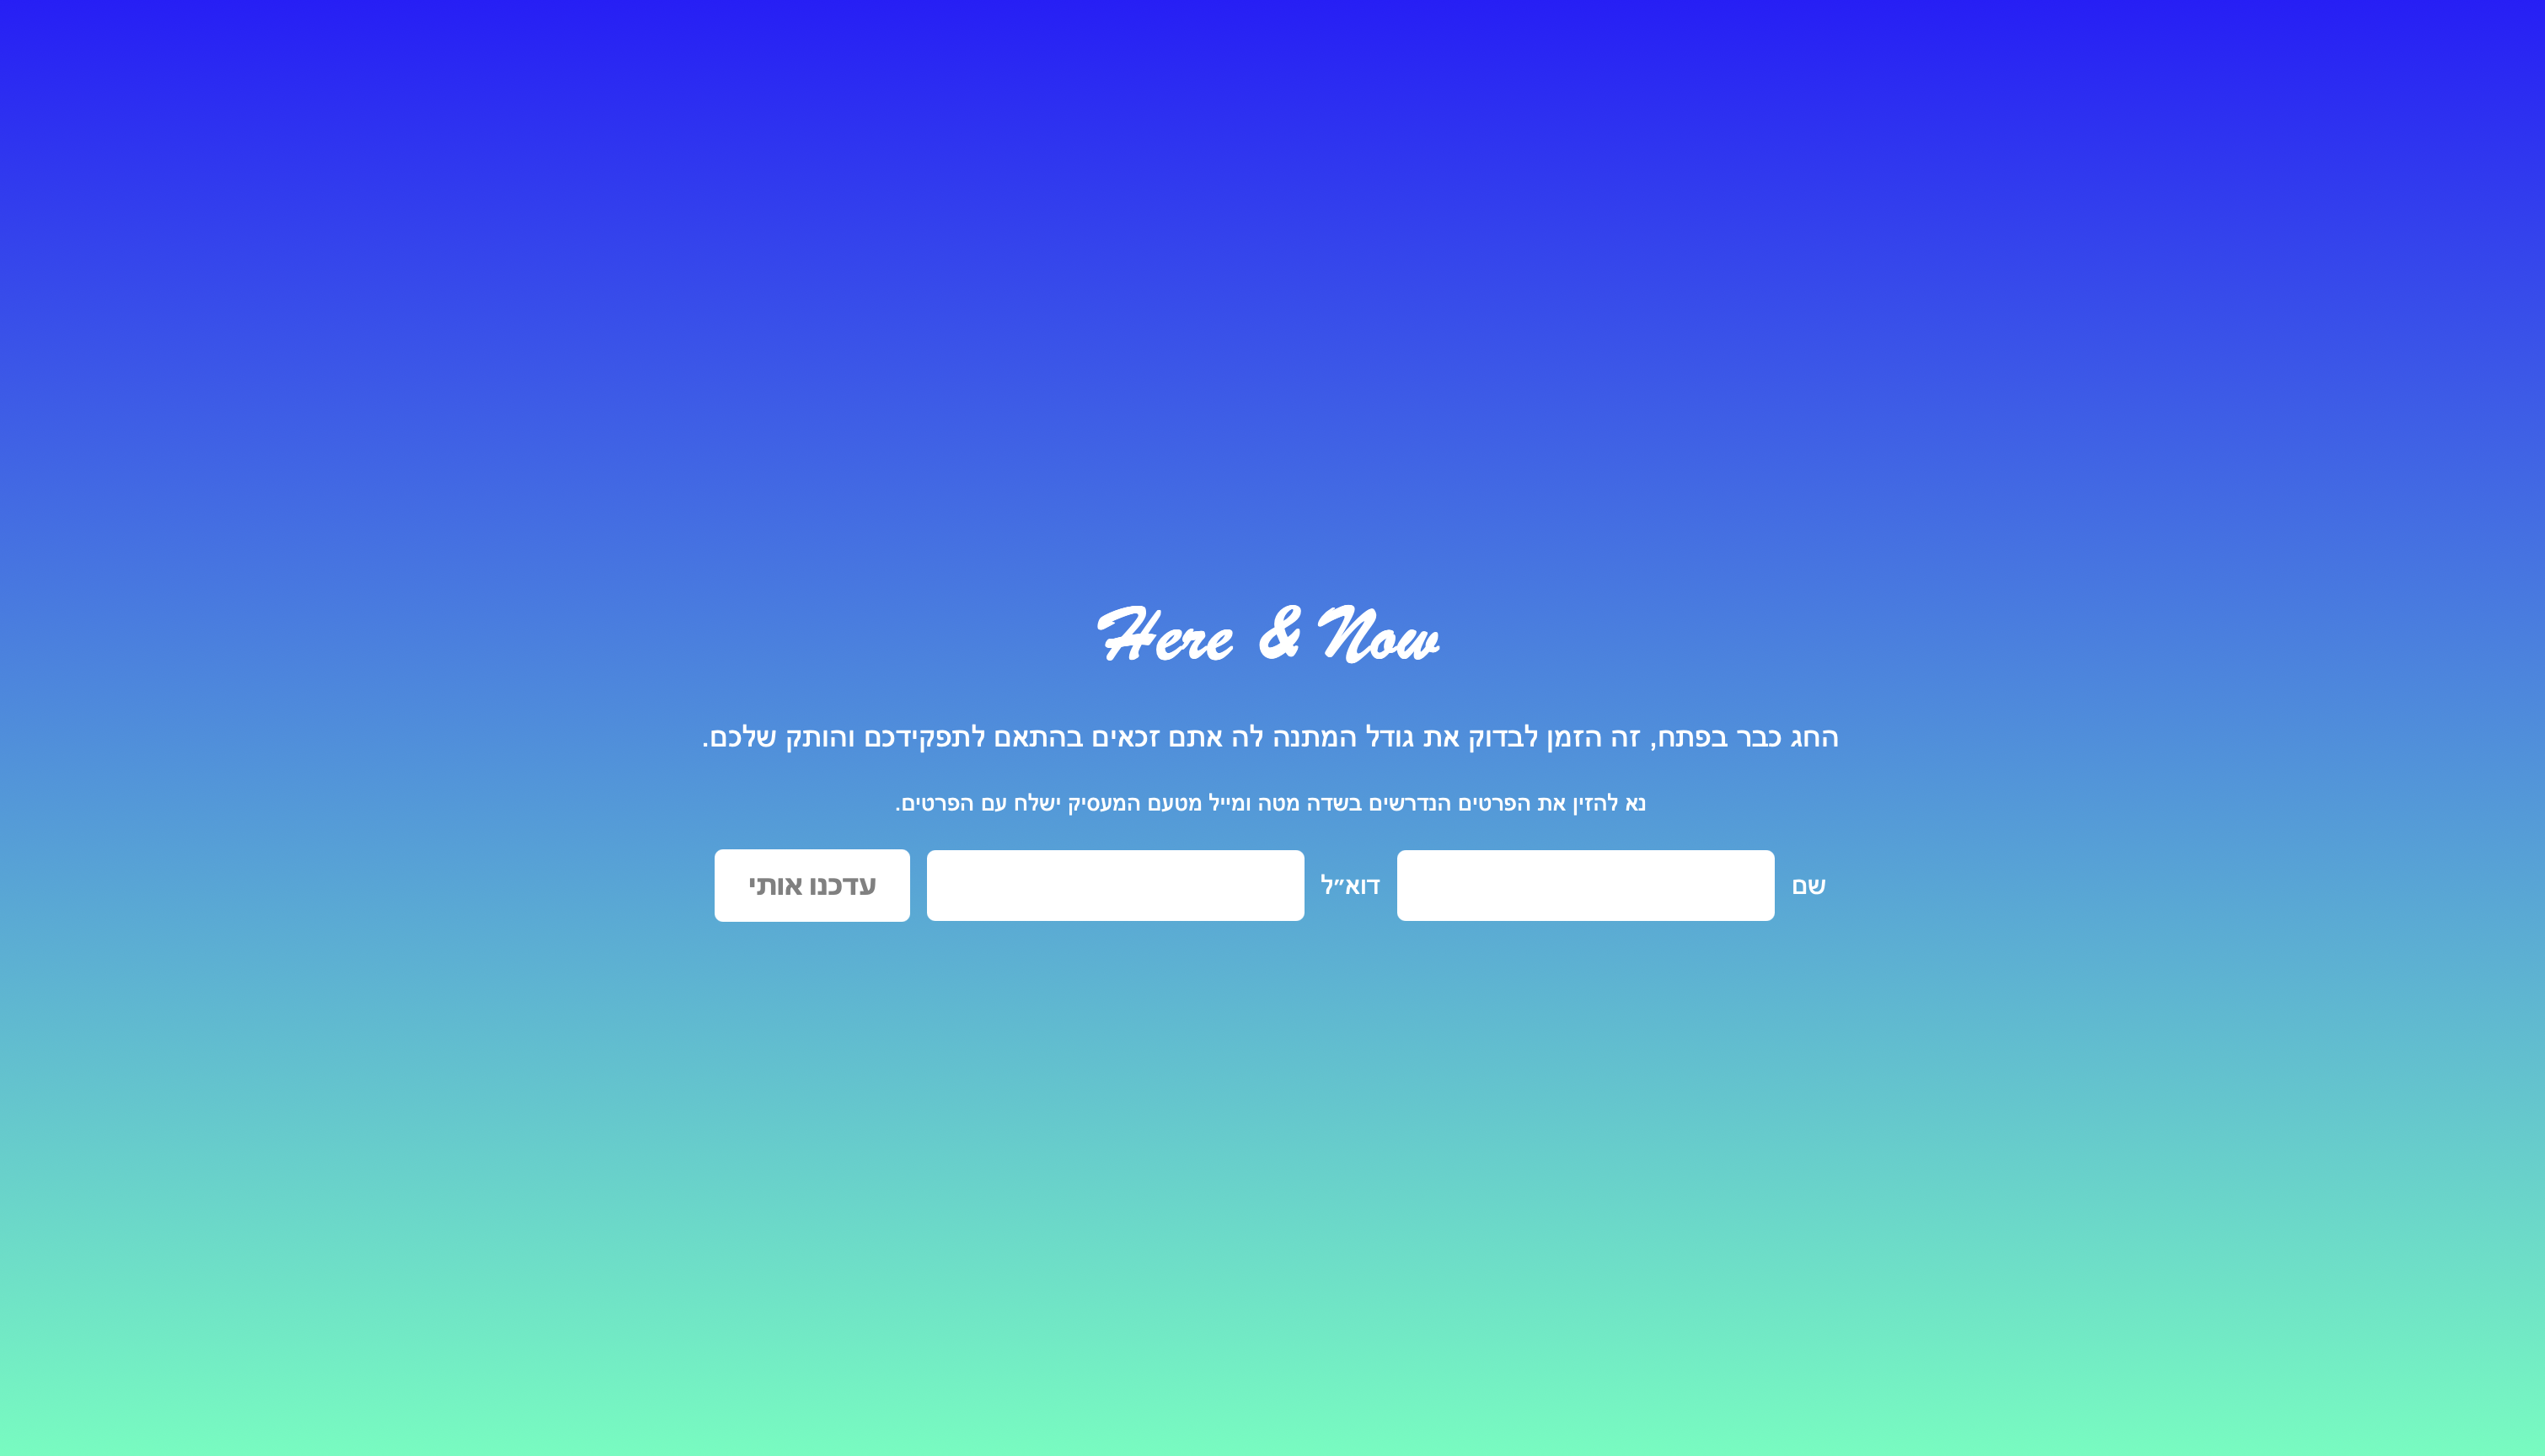 Here & Now
החג כבר בפתח, זה הזמן לבדוק את גודל המתנה לה אתם זכאים בהתאם לתפקידכם והותק שלכם.
נא להזין את הפרטים הנדרשים בשדה מטה ומייל מטעם המעסיק ישלח עם הפרטים.
שם דוא״ל עדכנו אותי